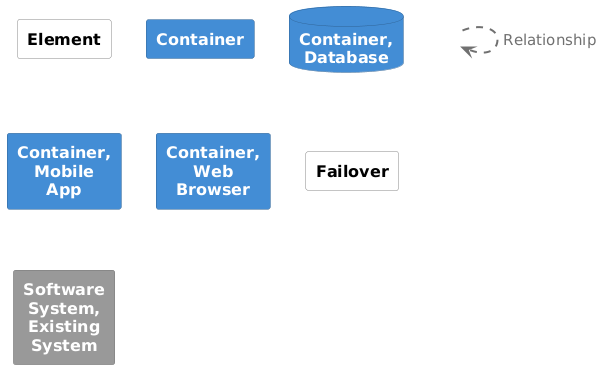 Element
Container
Container,
Database
Relationship
Container,
Mobile
App
Container,
Web
Browser
Failover
Software
System,
Existing
System